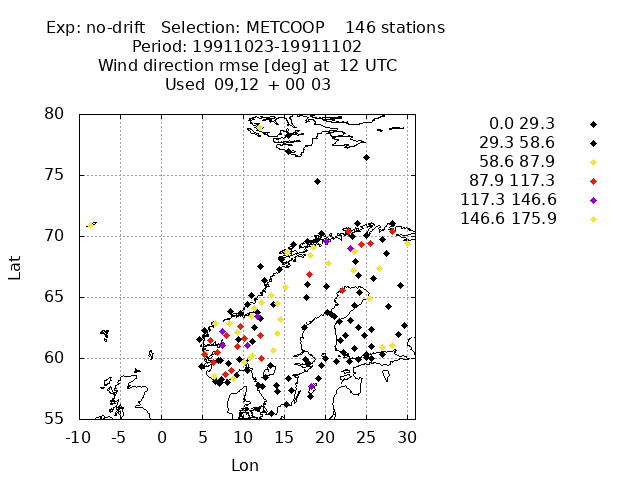 Exp: no-drift   Selection: METCOOP    146 stations
Period: 19911023-19911102
Wind direction rmse [deg] at  12 UTC
Used  09,12  + 00 03
0.0 29.3
29.3 58.6
58.6 87.9
87.9 117.3
117.3 146.6
146.6 175.9
80
75
70
65
60
55
Lat
-10 -5 0 5 10 15 20 25 30
Lon